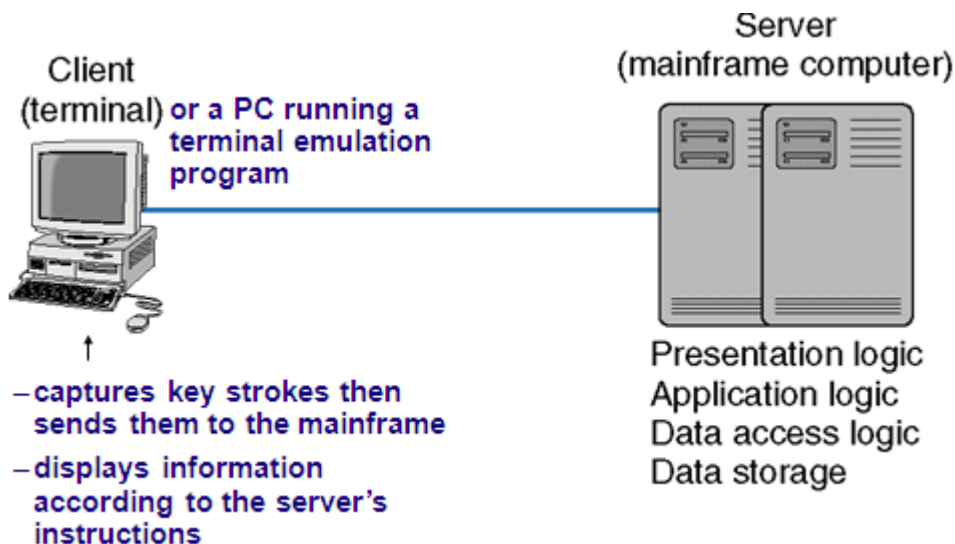 Client
(terminal)
or a PC running a
terminal emulation
program
Server
(mainframe computer)
–captures key strokes then
sends them to the mainframe
–displays information
according to the server’s
instructions
Presentation logic
Application logic
Data access logic
Data storage